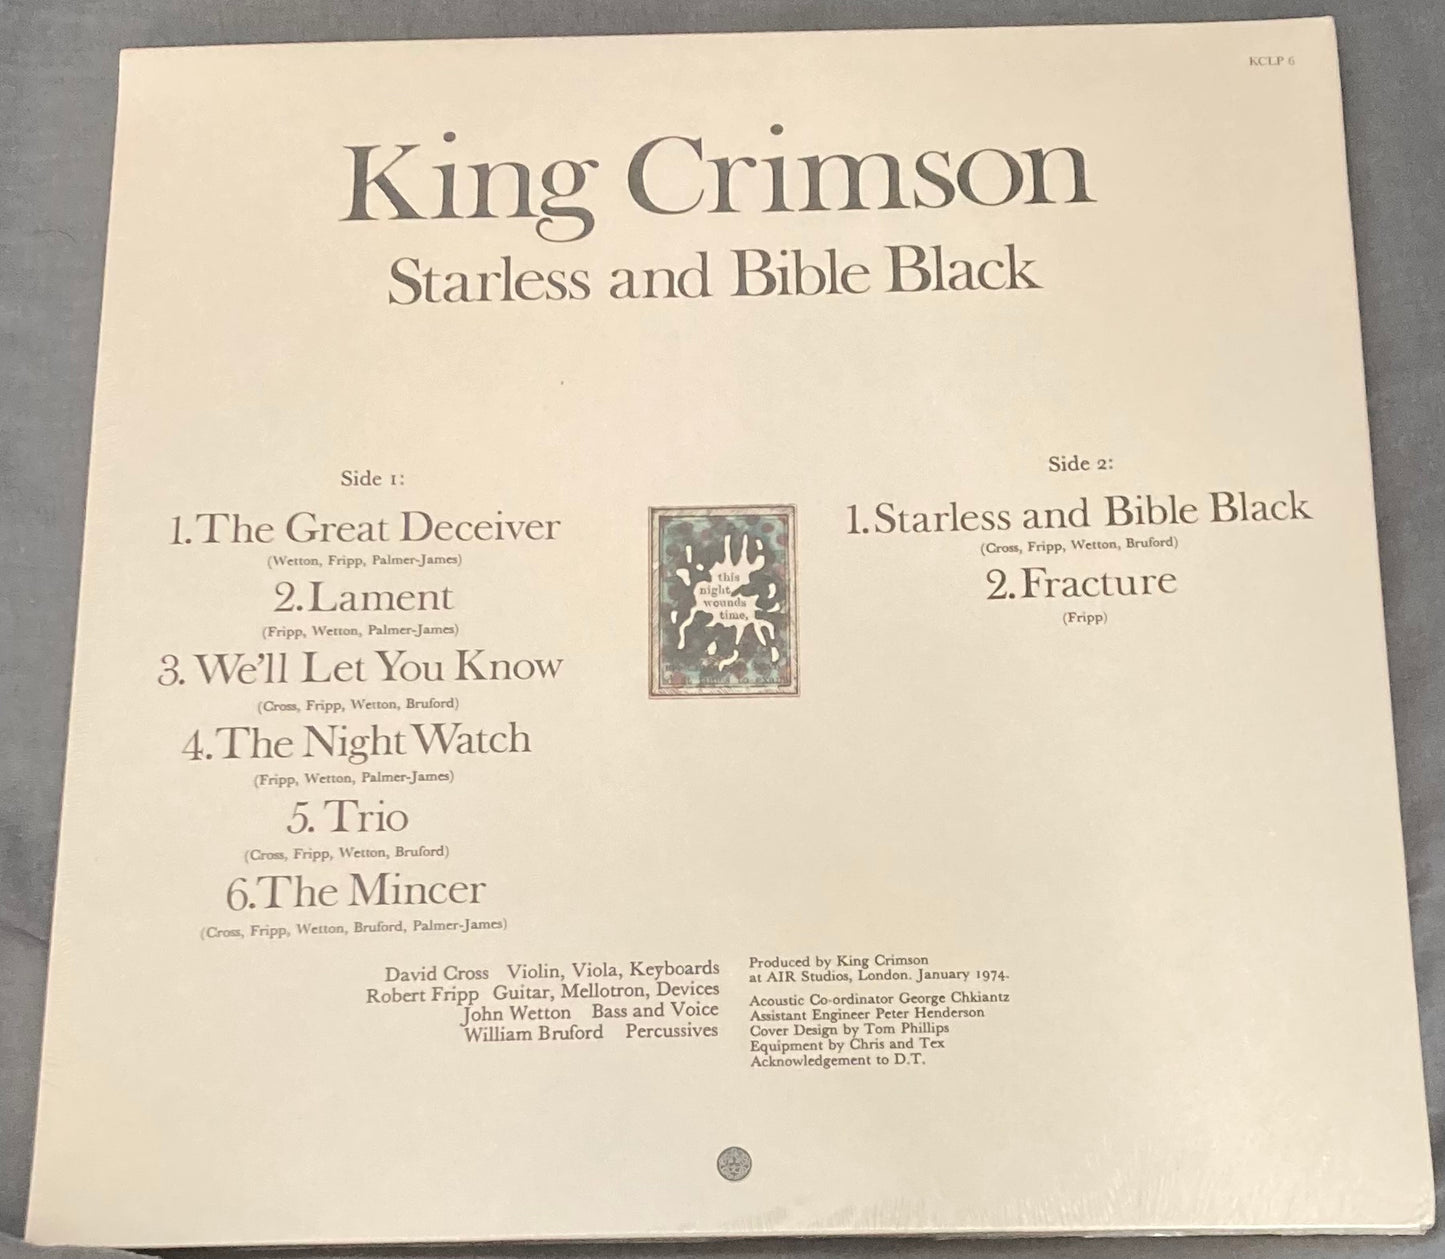 KCLP 6
King Crimson
Starless and Bible Black
Side 1:
1. The Great Deceiver
(Wetton, Fripp, Palmer-James)
2. Lament
(Fripp, Wetton, Palmer-James)
3. We'll Let You Know
(Cross, Fripp, Wetton, Bruford)
4. The Night Watch
(Fripp, Wetton, Palmer-James)
5. Trio
(Cross, Fripp, Wetton, Bruford)
6. The Mincer
(Cross, Fripp, Wetton, Bruford, Palmer-James)
this
night
wounds
time,
Side 2:
1. Starless and Bible Black
(Cross, Fripp, Wetton, Bruford)
2. Fracture
(Fripp)
David Cross Violin, Viola, Keyboards
Robert Fripp Guitar, Mellotron, Devices
John Wetton Bass and Voice
William Bruford Percussives
Produced by King Crimson
at AIR Studios, London. January 1974.
Acoustic Co-ordinator George Chkiantz
Assistant Engineer Peter Henderson
Cover Design by Tom Phillips
Equipment by Chris and Tex
Acknowledgement to D.T.